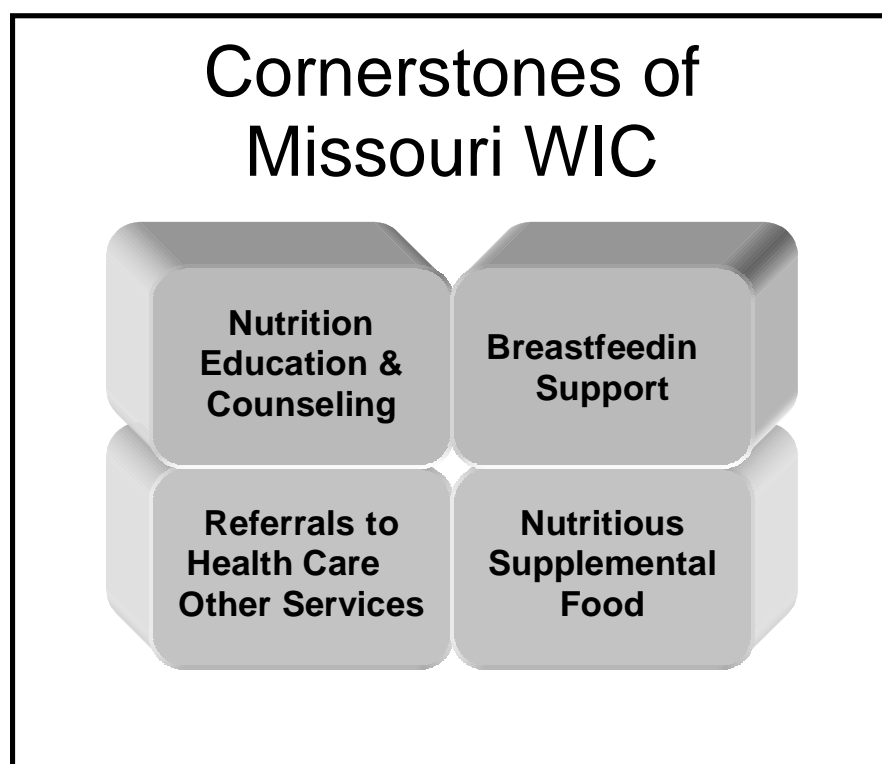 Cornerstones of
Missouri WIC
Nutrition
Education &
Counseling
Breastfeedin
Support
Referrals to
Health Care
Other Services
Nutritious
Supplemental
Food